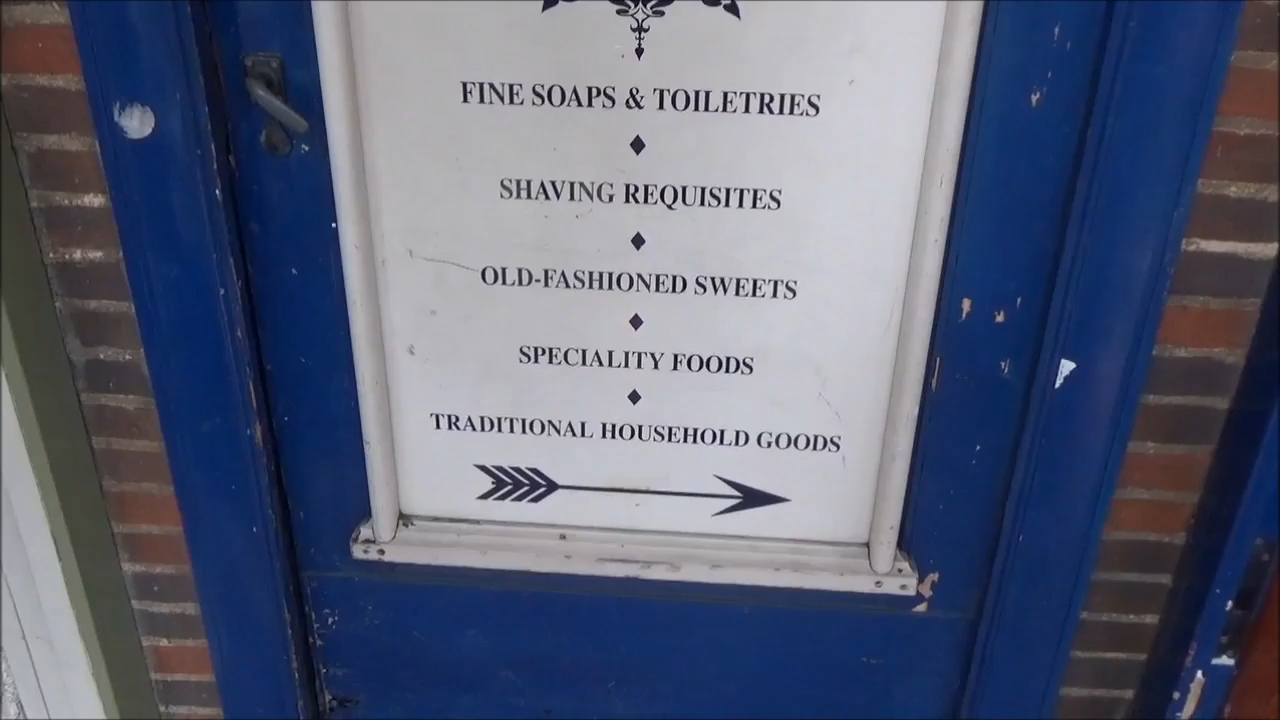 FINE SOAPS & TOILETRIES
SHAVING REQUISITES
OLD-FASHIONED SWEETS
SPECIALITY FOODS
TRADITIONAL HOUSEHOLD GOODS